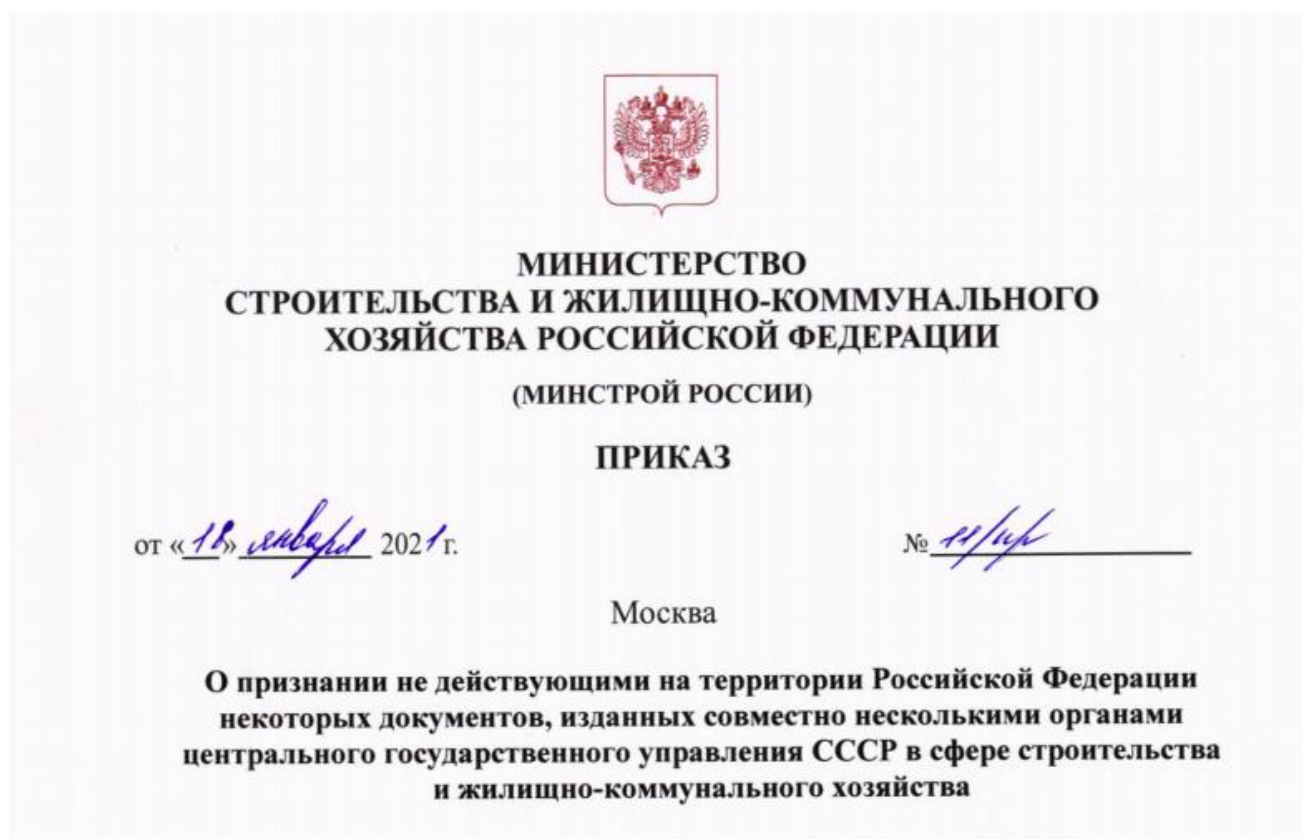 МИНИСТЕРСТВО
СТРОИТЕЛЬСТВА И ЖИЛИЩНО-КОММУНАЛЬНОГО
ХОЗЯЙСТВА РОССИЙСКОЙ ФЕДЕРАЦИИ
(МИНСТРОЙ РОССИИ)
ПРИКАЗ
от «18» января 2021 г. № 11/пр
Москва
О признании не действующими на территории Российской Федерации
некоторых документов, изданных совместно несколькими органами
центрального государственного управления СССР в сфере строительства
и жилищно-коммунального хозяйства